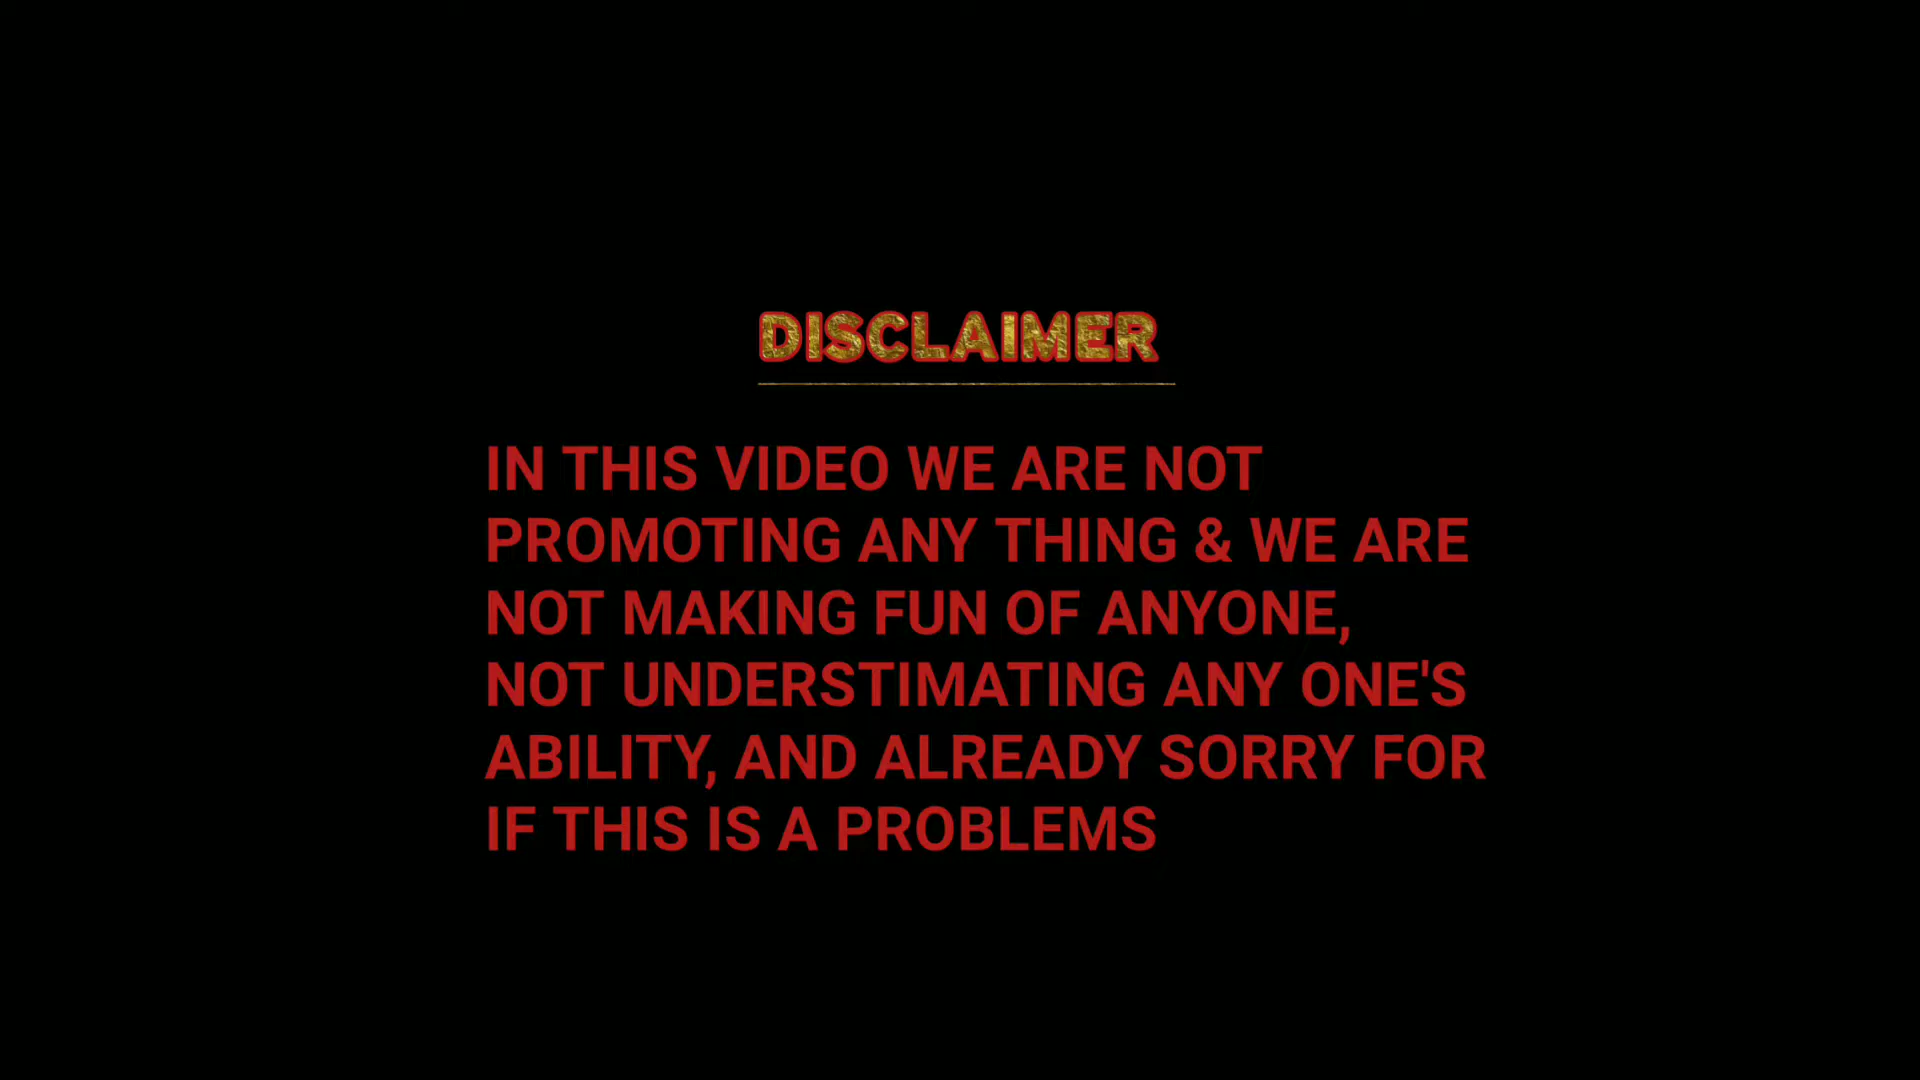 DISCLAIMER
IN THIS VIDEO WE ARE NOT
PROMOTING ANY THING & WE ARE
NOT MAKING FUN OF ANYONE,
NOT UNDERSTIMATING ANY ONE'S
ABILITY, AND ALREADY SORRY FOR
IF THIS IS A PROBLEMS